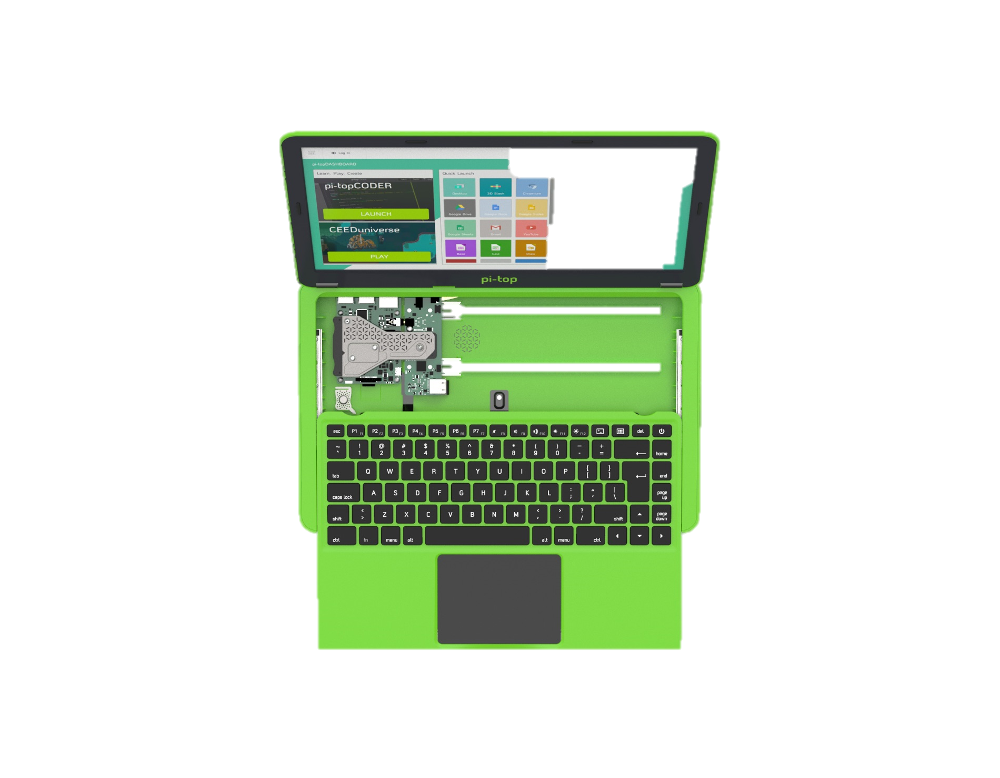 Log In
pi-topDASHBOARD
Learn. Play. Create
Quick Launch
pi-topCODER
LAUNCH
CEEDuniverse
PLAY
Desktop 3D Slash Chromium
Google Drive Google Docs Google Slides
Google Sheets Gmail YouTube
Base Calc Draw
pi-top
esc P1 F1 P2 F2 P3 F3 P4 F4 P5 F5 P6 F6 P7 F7 F8 F9 F10 F11 F12 del
~ ! @ # $ % ^ & * ( ) - +
` 1 2 3 4 5 6 7 8 9 0 - = home
tab Q W E R T Y U I O P { [ } ] end
caps lock A S D F G H J K L : ; “ ‘ | \ page up
shift < > Z X C V B N M < , > . ? / shift page down
ctrl fn menu alt alt menu ctrl